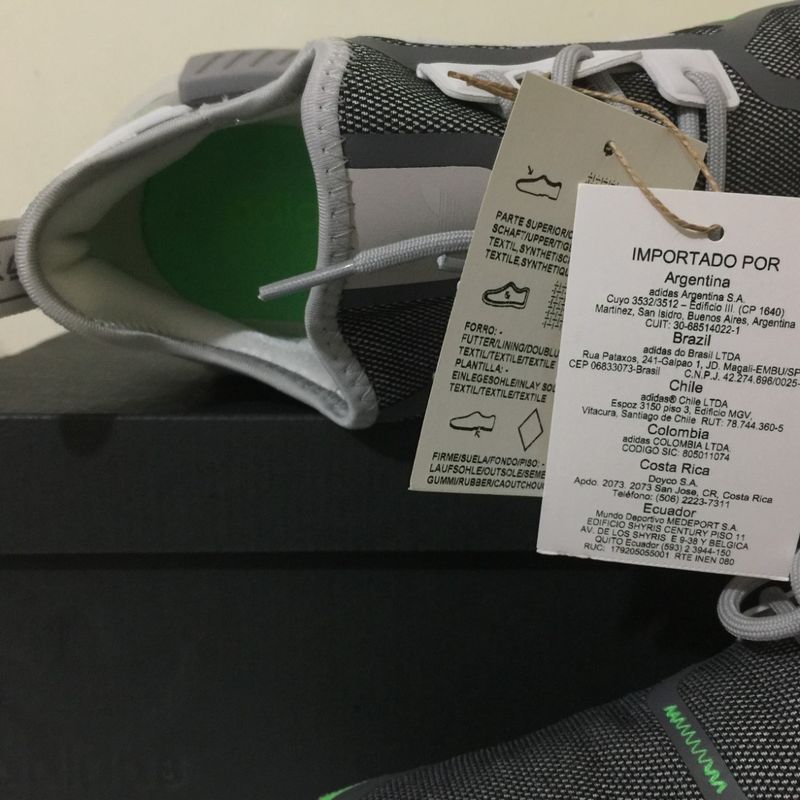 PARTE SUPERIOR/
SCHAFT/UPPER/
TEXTIL, SYNTHETISC
TEXTILE, SYNTHETIQU
FORRO: -
FUTTER/LINING/DOUBLU
TEXTIL/TEXTILE/TEXTILE
PLANTILLA: -
EINLEGESOHLE/INLAY SO
TEXTIL/TEXTILE/TEXTILE
FIRME/SUELA/FONDO/PISO: -
LAUFSOHLE/OUTSOLE/SEME
GUMMI/RUBBER/CAOUTCHOU
IMPORTADO POR
Argentina
adidas Argentina S.A.
Cuyo 3532/3512 – Edificio III. (CP 1640)
Martinez, San Isidro, Buenos Aires, Argentina
CUIT: 30-68514022-1
Brazil
adidas do Brasil LTDA
Rua Pataxos, 241-Galpao 1, JD. Magali-EMBU/SP
CEP 06833073-Brasil C.N.P.J. 42.274.696/0025-
Chile
adidas® Chile LTDA
Espoz 3150 piso 3, Edificio MGV,
Vitacura, Santiago de Chile RUT: 78.744.360-5
Colombia
adidas COLOMBIA LTDA.
CODIGO SIC: 805011074
Costa Rica
Doyco S.A.
Apdo. 2073. 2073 San Jose, CR, Costa Rica
Teléfono: (506) 2223-7311
Ecuador
Mundo Deportivo MEDEPORT S.A.
EDIFICIO SHYRIS CENTURY PISO 11
AV. DE LOS SHYRIS E 9-38 Y BELGICA
QUITO Ecuador (593) 2 3944-150
RUC: 179205055001 RTE INEN 080